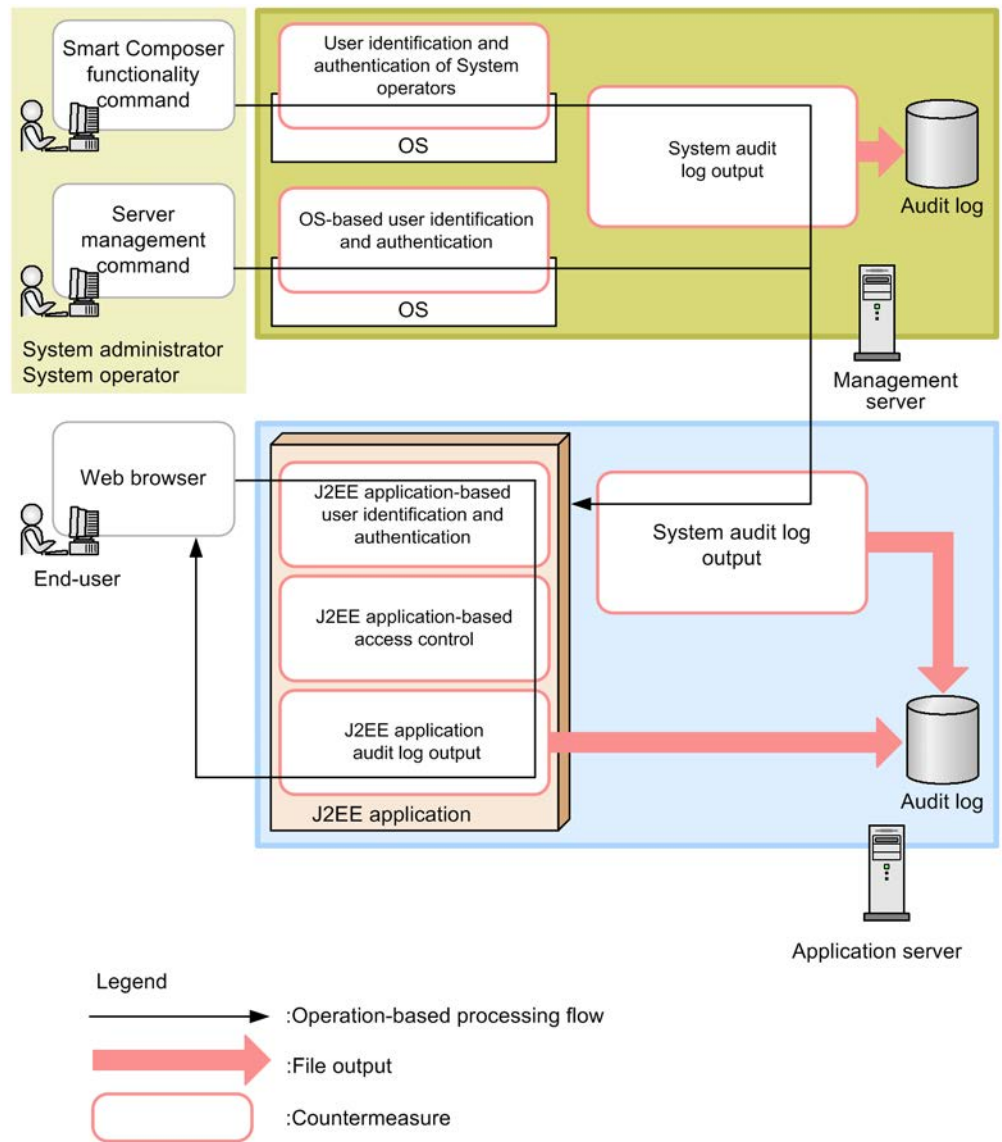 Smart Composer
functionality
command
User identification and
authentication of System
operators
OS
System audit
log output
Audit log
Server
management
command
OS-based user identification
and authentication
OS
System administrator
System operator
Management
server
Web browser
End-user
J2EE application-based
user identification and
authentication
System audit log
output
J2EE application-based
access control
J2EE application
audit log output
J2EE application
Audit log
Application server
Legend
:Operation-based processing flow
:File output
:Countermeasure